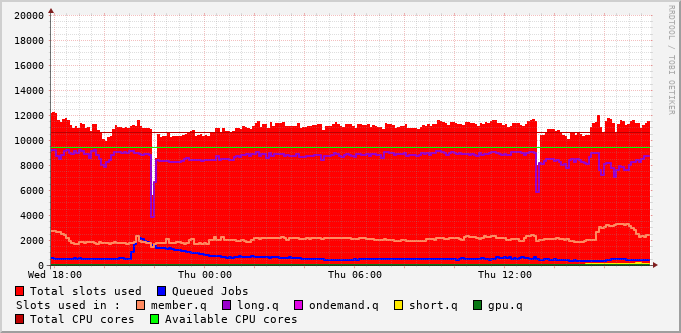 20000
18000
16000
14000
12000
10000
8000
6000
4000
2000
0
Wed 18:00 Thu 00:00 Thu 06:00 Thu 12:00
RRDTOOL / TOBI OETIKER
Total slots used Queued Jobs
Slots used in : member.q long.q ondemand.q short.q gpu.q
Total CPU cores Available CPU cores